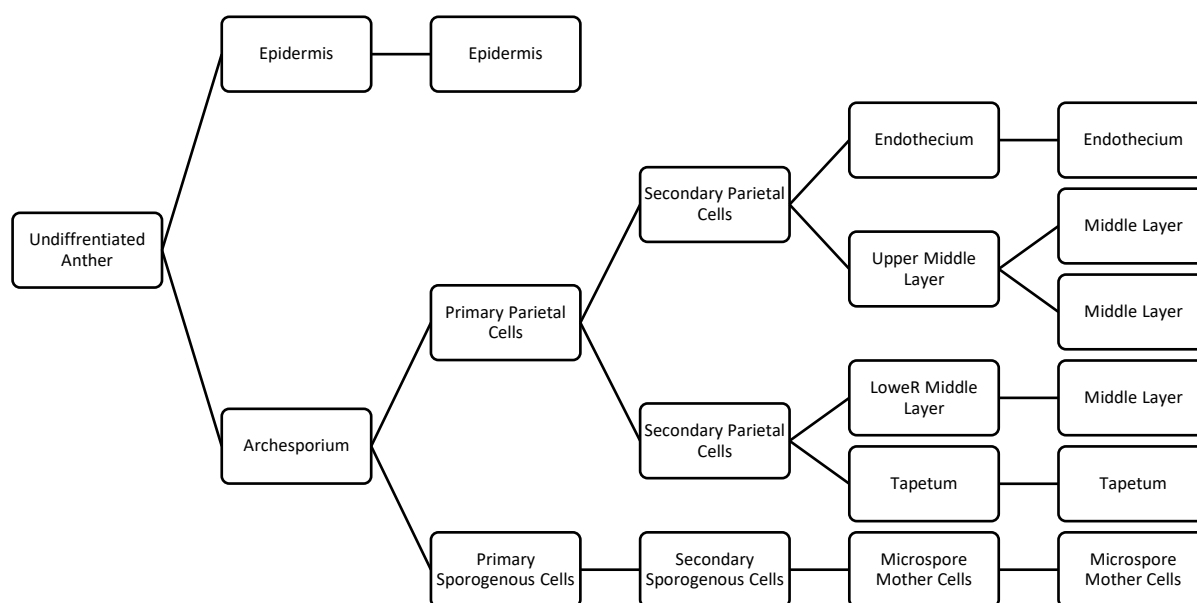 Epidermis
Epidermis
Endothecium
Endothecium
Secondary Parietal
Cells
Middle Layer
Undiffrentiated
Anther
Upper Middle
Layer
Primary Parietal
Cells
Middle Layer
LoweR Middle
Layer
Middle Layer
Archesporium
Secondary Parietal
Cells
Tapetum
Tapetum
Primary
Sporogenous Cells
Secondary
Sporogenous Cells
Microspore
Mother Cells
Microspore
Mother Cells